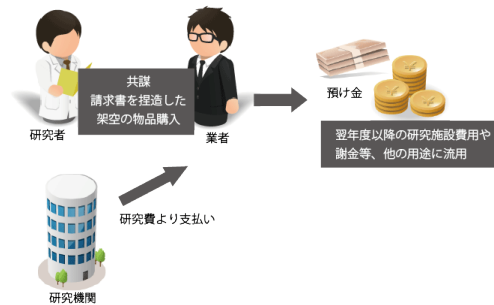 共謀
請求書を捏造した
架空の物品購入
研究者
業者
預け金
翌年度以降の研究施設費用や
謝金等、他の用途に流用
研究費より支払い
研究機関